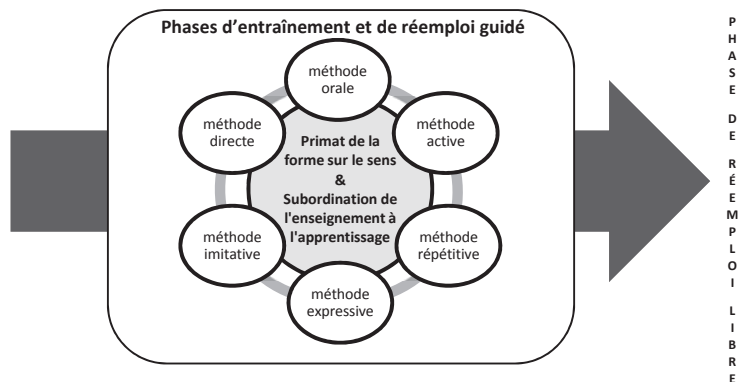 Phases d’entraînement et de réemploi guidé
méthode
orale
méthode
directe
méthode
active
Primat de la
forme sur le sens
&
Subordination de
l'enseignement à
l'apprentissage
méthode
imitative
méthode
répétitive
méthode
expressive
P
H
A
S
E
D
E
R
É
E
M
P
L
O
I
L
I
B
R
E